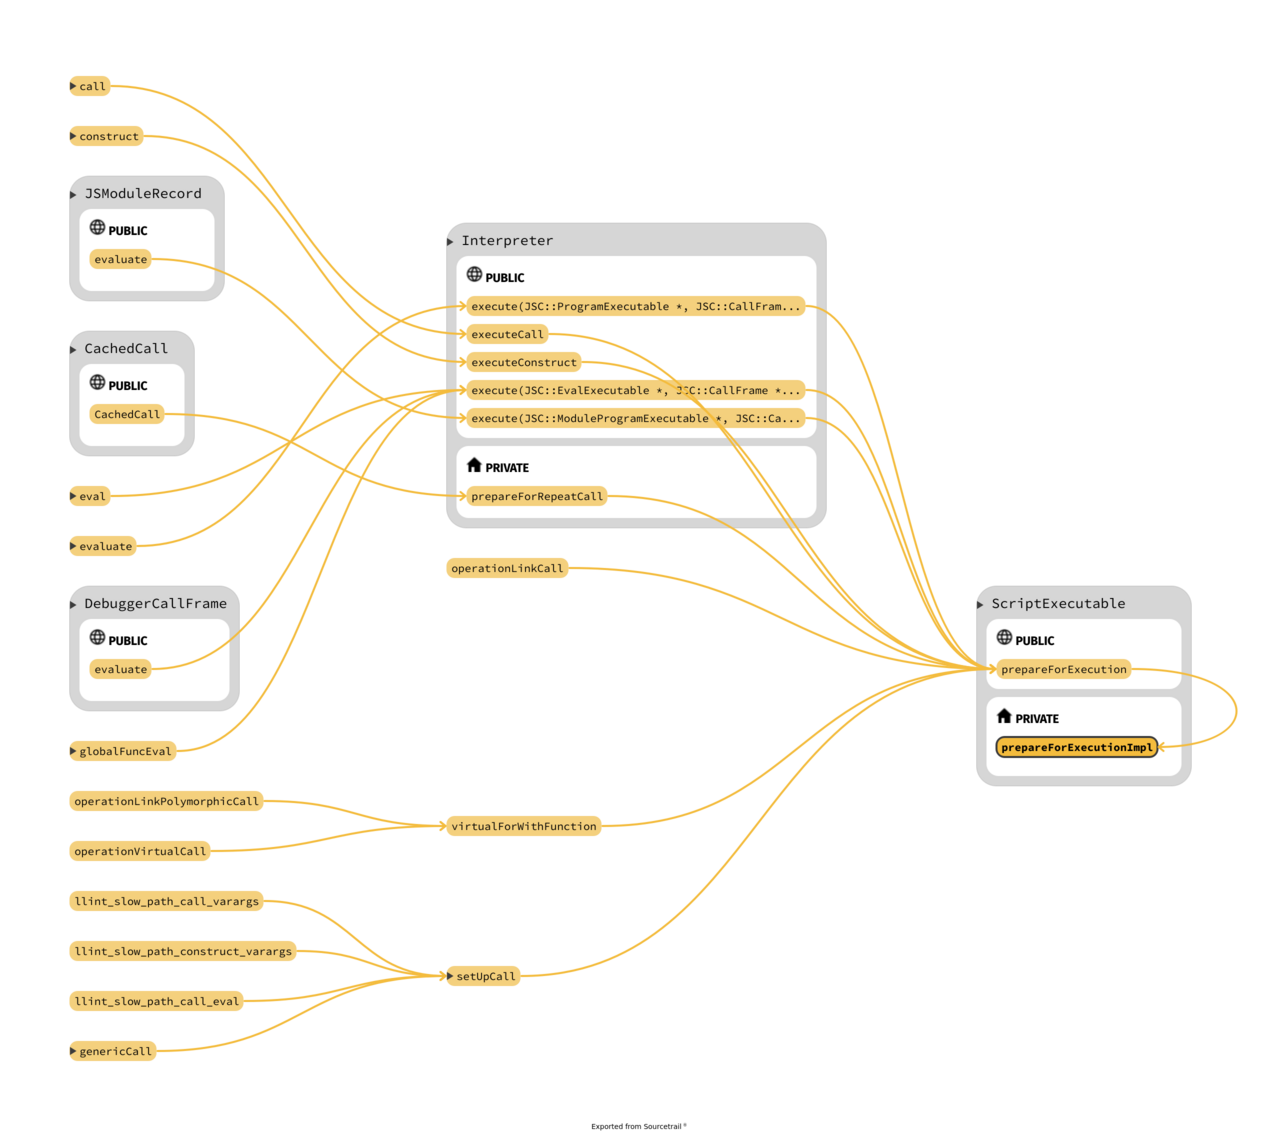 call
construct
JSModuleRecord
PUBLIC
evaluate
CachedCall
PUBLIC
CachedCall
eval
evaluate
DebuggerCallFrame
PUBLIC
evaluate
globalFuncEval
operationLinkPolymorphicCall
operationVirtualCall
llint_slow_path_call_varargs
llint_slow_path_construct_varargs
llint_slow_path_call_eval
genericCall
Interpreter
PUBLIC
execute(JSC::ProgramExecutable *, JSC::CallFram...
executeCall
executeConstruct
execute(JSC::EvalExecutable *, JSC::CallFrame *...
execute(JSC::ModuleProgramExecutable *, JSC::Ca...
PRIVATE
prepareForRepeatCall
operationLinkCall
virtualForWithFunction
setUpCall
ScriptExecutable
PUBLIC
prepareForExecution
PRIVATE
prepareForExecutionImpl
Exported from Sourcetrail®